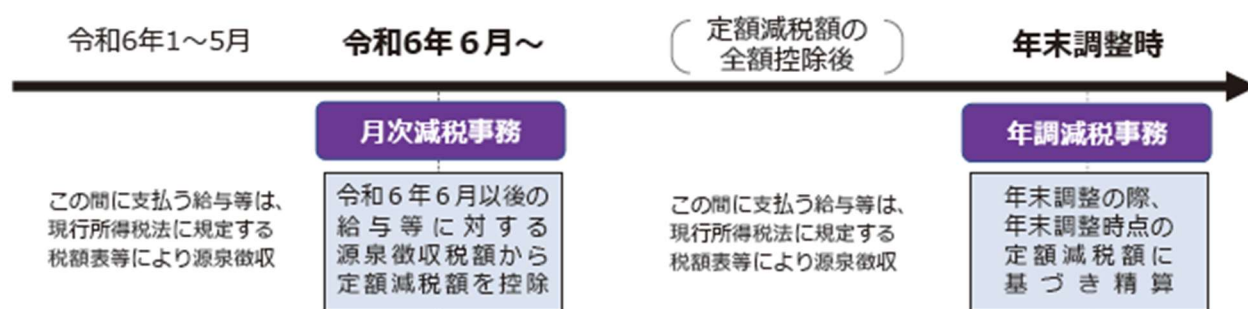 令和6年1～5月
令和6年6月～
定額減税額の
全額控除後
年末調整時
月次減税事務
年調減税事務
この間に支払う給与等は、
現行所得税法に規定する
税額表等により源泉徴収
令和6年6月以後の
給与等に対する
源泉徴収税額から
定額減税額を控除
この間に支払う給与等は、
現行所得税法に規定する
税額表等により源泉徴収
年末調整の際、
年末調整時点の
定額減税額に
基づき精算